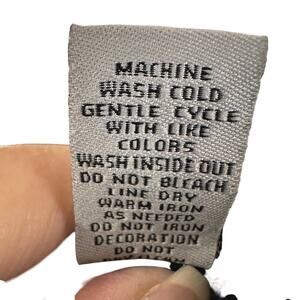 MACHINE
WASH COLD
GENTLE CYCLE
WITH LIKE
COLORS
WASH INSIDE OUT
DO NOT BLEACH
LINE DRY
WARM IRON
AS NEEDED
DO NOT IRON
DECORATION
DO NOT